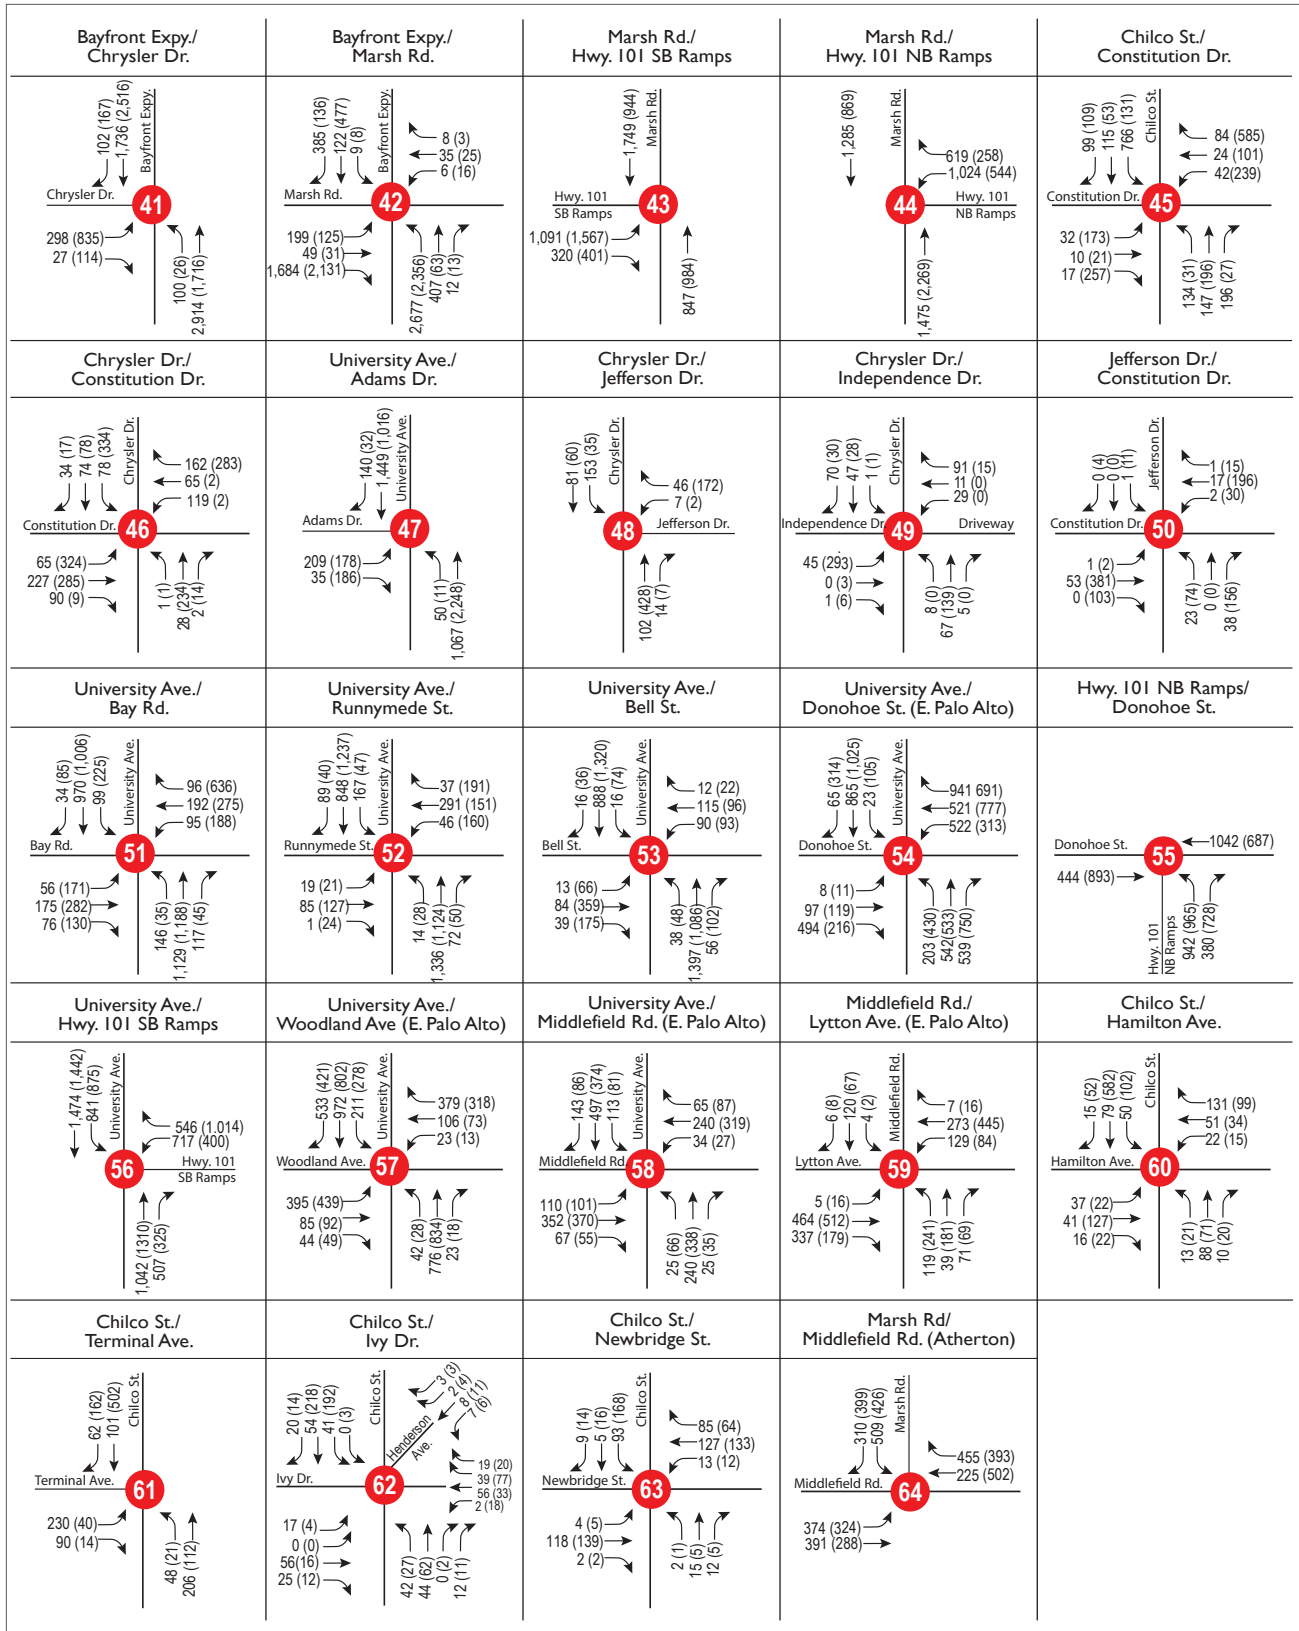 Bayfront Expy./
Chrysler Dr.
102 (167)
1,736 (2,516)
Bayfront Expy.
Chrysler Dr.
41
298 (835)
27 (114)
100 (26)
2,914 (1,716)
Bayfront Expy./
Marsh Rd.
385 (136)
122 (477)
9 (8)
Bayfront Expy.
8 (3)
35 (25)
6 (16)
Marsh Rd.
42
199 (125)
49 (31)
1,684 (2,131)
2,677 (2,356)
407 (63)
12 (13)
Marsh Rd./
Hwy. 101 SB Ramps
1,749 (944)
Marsh Rd.
Hwy. 101
SB Ramps
43
1,091 (1,567)
320 (401)
847 (984)
Marsh Rd./
Hwy. 101 NB Ramps
1,285 (869)
Marsh Rd.
619 (258)
1,024 (544)
44
Hwy. 101
NB Ramps
1,475 (2,269)
Chilco St./
Constitution Dr.
99 (109)
115 (53)
766 (131)
Chilco St.
84 (585)
24 (101)
42(239)
Constitution Dr.
45
32 (173)
10 (21)
17 (257)
134 (31)
147 (196)
196 (27)
Chrysler Dr./
Constitution Dr.
34 (17)
74 (78)
78 (334)
Chrysler Dr.
162 (283)
65 (2)
119 (2)
Constitution Dr.
46
65 (324)
227 (285)
90 (9)
1 (1)
28 (234)
2 (14)
University Ave./
Adams Dr.
140 (32)
1,449 (1,016)
University Ave.
Adams Dr.
47
209 (178)
35 (186)
50 (11)
1,067 (2,248)
Chrysler Dr./
Jefferson Dr.
81 (60)
153 (35)
Chrysler Dr.
46 (172)
7 (2)
48
Jefferson Dr.
102 (428)
14 (7)
Chrysler Dr./
Independence Dr.
70 (30)
47 (28)
1 (1)
Chrysler Dr.
91 (15)
11 (0)
29 (0)
Independence Dr.
49
Driveway
45 (293)
0 (3)
1 (6)
8 (0)
67 (139)
5 (0)
Jefferson Dr./
Constitution Dr.
0 (4)
0 (0)
1 (11)
Jefferson Dr.
1 (15)
17 (196)
2 (30)
Constitution Dr.
50
1 (2)
53 (381)
0 (103)
23 (74)
0 (0)
38 (156)
University Ave./
Bay Rd.
34 (85)
970 (1,006)
99 (225)
University Ave.
96 (636)
192 (275)
95 (188)
Bay Rd.
51
56 (171)
175 (282)
76 (130)
146 (35)
1,129 (1,188)
117 (45)
University Ave./
Runnymede St.
89 (40)
848 (1,237)
167 (47)
University Ave.
37 (191)
291 (151)
46 (160)
Runnymede St.
52
19 (21)
85 (127)
1 (24)
14 (28)
1,336 (1,124)
72 (50)
University Ave./
Bell St.
16 (36)
888 (1,320)
16 (74)
University Ave.
12 (22)
115 (96)
90 (93)
Bell St.
53
13 (66)
84 (359)
39 (175)
38 (48)
1,397 (1,086)
56 (102)
University Ave./
Donohoe St. (E. Palo Alto)
65 (314)
865 (1,025)
23 (105)
University Ave.
941 691)
521 (777)
522 (313)
Donohoe St.
54
8 (11)
97 (119)
494 (216)
203 (430)
542(533)
539 (750)
Hwy. 101 NB Ramps/
Donohoe St.
Donohoe St.
55
1042 (687)
444 (893)
Hwy. 101
NB Ramps
942 (965)
380 (728)
University Ave./
Hwy. 101 SB Ramps
1,474 (1,442)
841 (875)
University Ave.
546 (1.014)
717 (400)
56
Hwy. 101
SB Ramps
1,042 (1310)
507 (325)
University Ave./
Woodland Ave (E. Palo Alto)
533 (421)
972 (802)
211 (278)
University Ave.
379 (318)
106 (73)
23 (13)
Woodland Ave.
57
395 (439)
85 (92)
44 (49)
42 (28)
776 (834)
23 (18)
University Ave./
Middlefield Rd. (E. Palo Alto)
143 (86)
497 (374)
113 (81)
University Ave.
65 (87)
240 (319)
34 (27)
Middlefield Rd.
58
110 (101)
352 (370)
67 (55)
25 (66)
240 (338)
25 (35)
Middlefield Rd./
Lytton Ave. (E. Palo Alto)
6 (8)
120 (67)
4 (2)
Middlefield Rd.
7 (16)
273 (445)
129 (84)
Lytton Ave.
59
5 (16)
464 (512)
337 (179)
119 (241)
39 (181)
71 (69)
Chilco St./
Hamilton Ave.
15 (52)
79 (582)
50 (102)
Chilco St.
131 (99)
51 (34)
22 (15)
Hamilton Ave.
60
37 (22)
41 (127)
16 (22)
13 (21)
88 (71)
10 (20)
Chilco St./
Terminal Ave.
62 (162)
101 (502)
Chilco St.
Terminal Ave.
61
230 (40)
90 (14)
48 (21)
206 (112)
Chilco St./
Ivy Dr.
20 (14)
54 (218)
41 (192)
0 (3)
Chilco St.
Henderson
Ave.
3 (3)
2 (4)
8 (11)
7 (6)
19 (20)
39 (77)
56 (33)
2 (18)
Ivy Dr.
62
17 (4)
0 (0)
56(16)
25 (12)
42 (27)
44 (62)
0 (2)
12 (11)
Chilco St./
Newbridge St.
9 (14)
5 (16)
93 (168)
Chilco St.
85 (64)
127 (133)
13 (12)
Newbridge St.
63
4 (5)
118 (139)
2 (2)
2 (1)
15 (5)
12 (5)
Marsh Rd/
Middlefield Rd. (Atherton)
310 (399)
509 (426)
Marsh Rd.
455 (393)
225 (502)
Middlefield Rd.
64
374 (324)
391 (288)